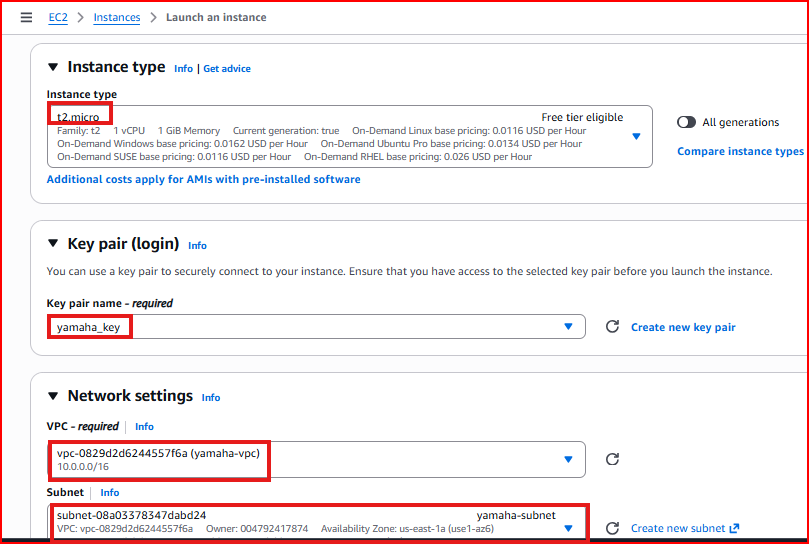 EC2 > Instances > Launch an instance
Instance type Info | Get advice
Instance type
t2.micro Free tier eligible
Family: t2 1 vCPU 1 GiB Memory Current generation: true On-Demand Linux base pricing: 0.0116 USD per Hour
On-Demand Windows base pricing: 0.0162 USD per Hour On-Demand Ubuntu Pro base pricing: 0.0134 USD per Hour
On-Demand SUSE base pricing: 0.0116 USD per Hour On-Demand RHEL base pricing: 0.026 USD per Hour
All generations
Compare instance types
Additional costs apply for AMIs with pre-installed software
Key pair (login) Info
You can use a key pair to securely connect to your instance. Ensure that you have access to the selected key pair before you launch the instance.
Key pair name - required
yamaha_key
Create new key pair
Network settings Info
VPC - required | Info
vpc-0829d2d6244557f6a (yamaha-vpc)
10.0.0.0/16
Subnet | Info
subnet-08a03378347dabd24 yamaha-subnet
VPC: vpc-0829d2d6244557f6a Owner: 004792417874 Availability Zone: us-east-1a (use1-az6)
Create new subnet